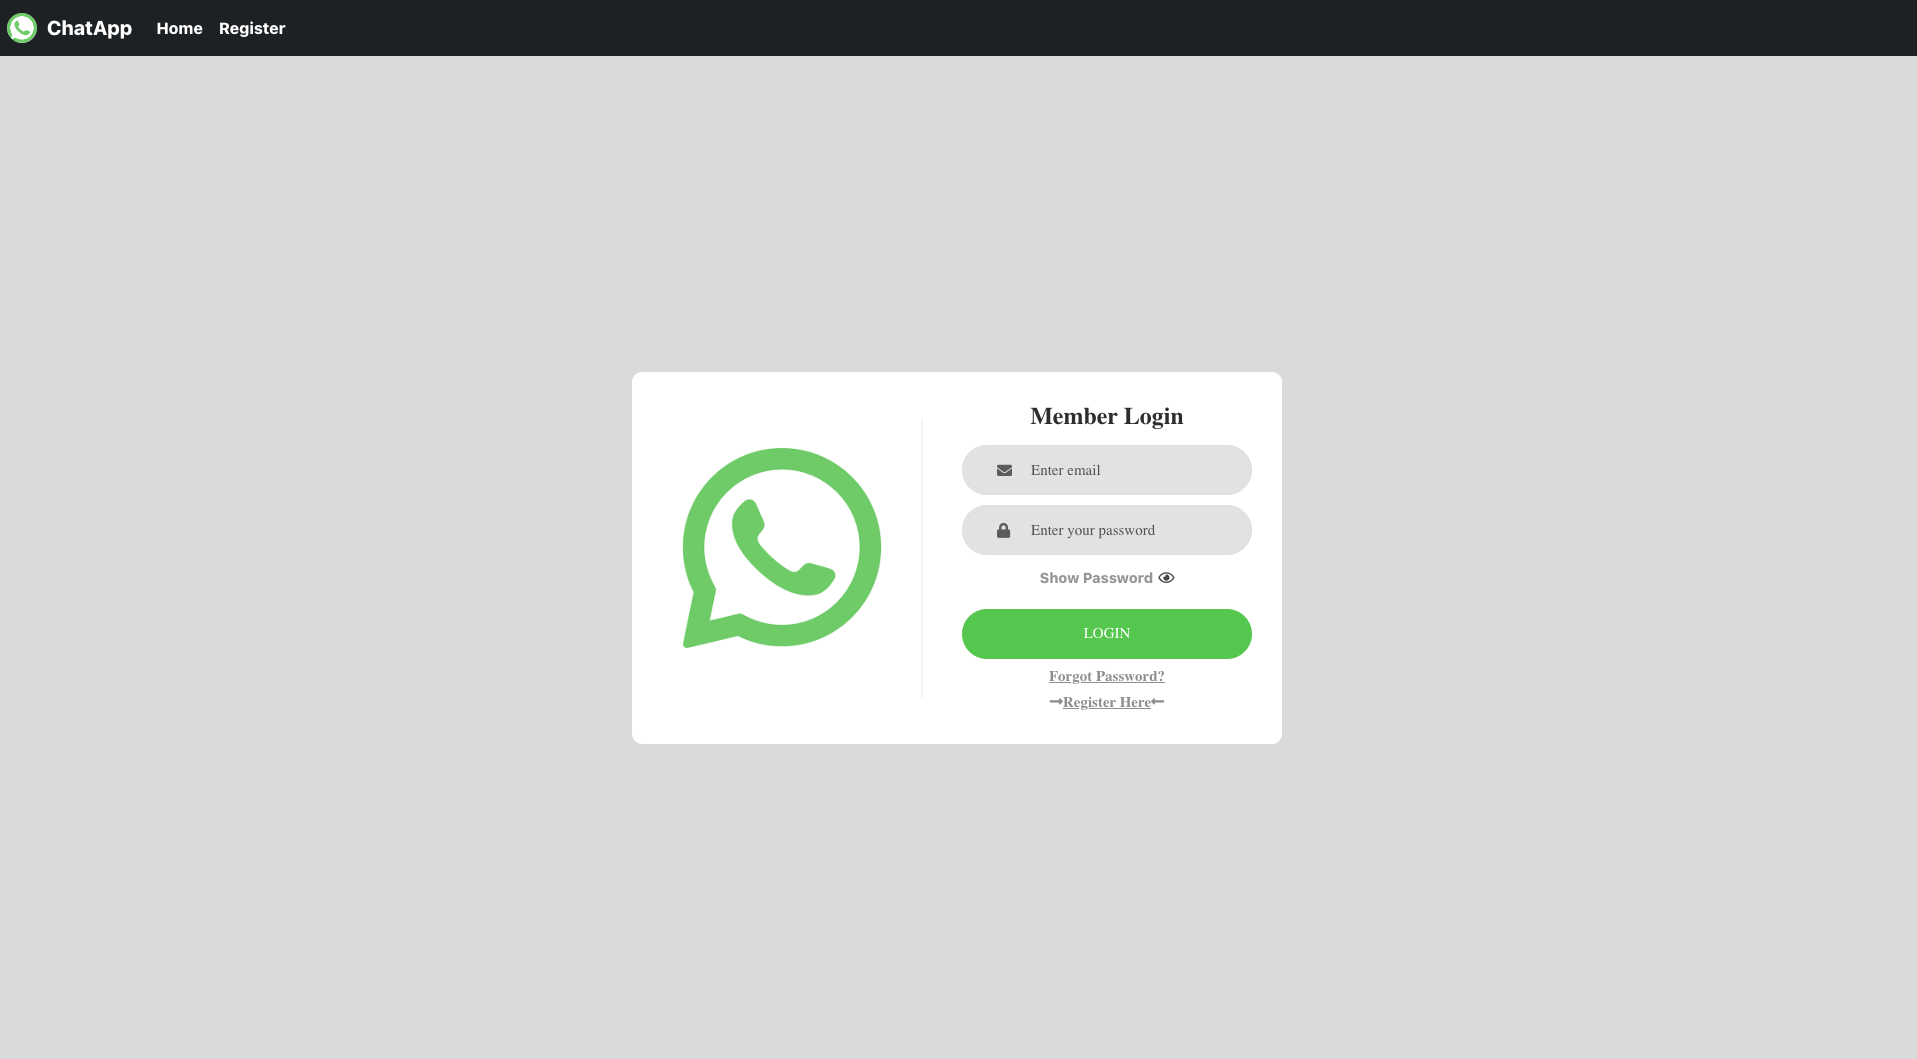 ChatApp Home Register
Member Login
Enter email
Enter your password
Show Password
LOGIN
Forgot Password?
Register Here